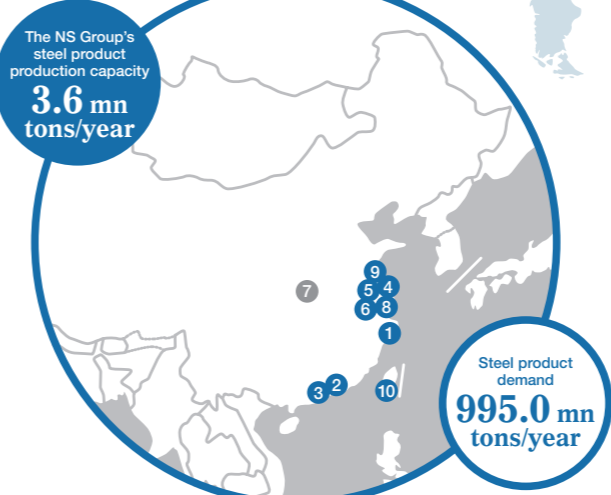 The NS Group's
steel product
production capacity
3.6 mn
tons/year
9
7
5
4
6
8
1
2
3
10
Steel product
demand
995.0 mn
tons/year